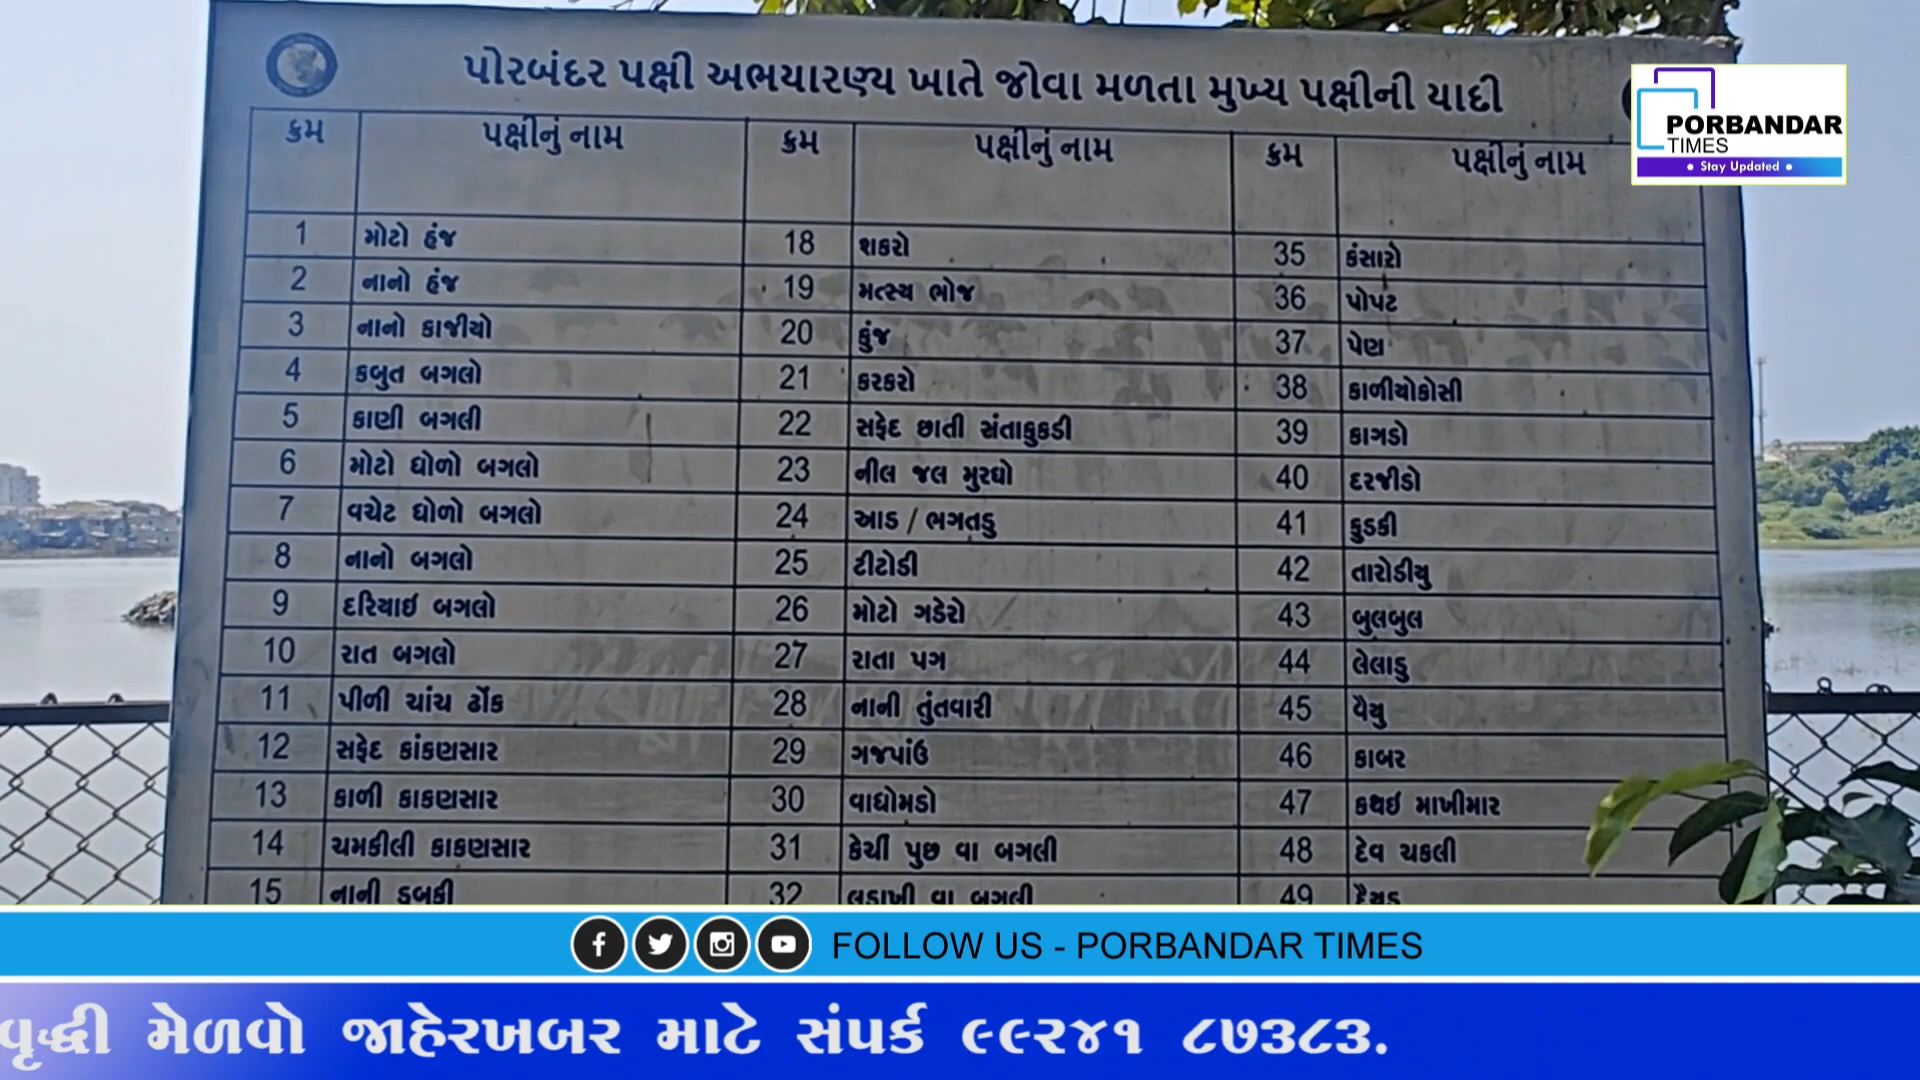 પોરબંદર પક્ષી અભયારણ્ય ખાતે જોવા મળતા મુખ્ય પક્ષીની યાદી
PORBANDAR
TIMES
• Stay Updated •
ક્રમ પક્ષીનું નામ ક્રમ પક્ષીનું નામ ક્રમ પક્ષીનું નામ
1 મોટો હંજ 18 શકરો 35 કંસારો
2 નાનો હંજ 19 મત્સ્ય ભોજ 36 પોપટ
3 નાનો કાજીયો 20 કુંજ 37 પેણ
4 કબુત બગલો 21 કરકરો 38 કાળીયોકોસી
5 કાણી બગલી 22 સફેદ છાતી સંતાકુકડી 39 કાગડો
6 મોટો ધોળો બગલો 23 નીલ જલ મુરઘો 40 દરજીડો
7 વચેટ ધોળો બગલો 24 આડ / ભગતડુ 41 કુડકી
8 નાનો બગલો 25 ટીટોડી 42 તારોડીયુ
9 દરિયાઈ બગલો 26 મોટો ગડેરો 43 બુલબુલ
10 રાત બગલો 27 રાતા પગ 44 લેલાડુ
11 પીળી ચાંચ ઢોંક 28 નાની તુંતવારી 45 વૈયુ
12 સફેદ કાંકણસાર 29 ગજપાંઉ 46 કાબર
13 કાળી કાકણસાર 30 વાઘોમડો 47 કથઈ માખીમાર
14 ચમકીલી કાકણસાર 31 કેચીં પુછ વા બગલી 48 દેવ ચકલી
15 નાની ડબકી 32 લડાખી વા બગલી 49 દૈયડ
FOLLOW US - PORBANDAR TIMES
વૃદ્ધી મેળવો જાહેરખબર માટે સંપર્ક ૯૯૨૪૧ ૮૭૩૮૩.